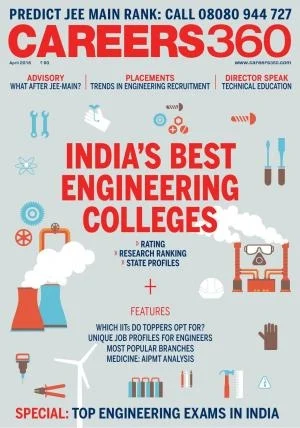 PREDICT JEE MAIN RANK: CALL 08080 944 727
CAREERS360
April 2016 ₹ 90 www.careers360.com
ADVISORY
WHAT AFTER JEE-MAIN?
PLACEMENTS
TRENDS IN ENGINEERING RECRUITMENT
DIRECTOR SPEAK
TECHNICAL EDUCATION
INDIA'S BEST
ENGINEERING
COLLEGES
RATING
RESEARCH RANKING
STATE PROFILES
+
FEATURES
WHICH IITs DO TOPPERS OPT FOR?
UNIQUE JOB PROFILES FOR ENGINEERS
MOST POPULAR BRANCHES
MEDICINE: AIPMT ANALYSIS
SPECIAL: TOP ENGINEERING EXAMS IN INDIA